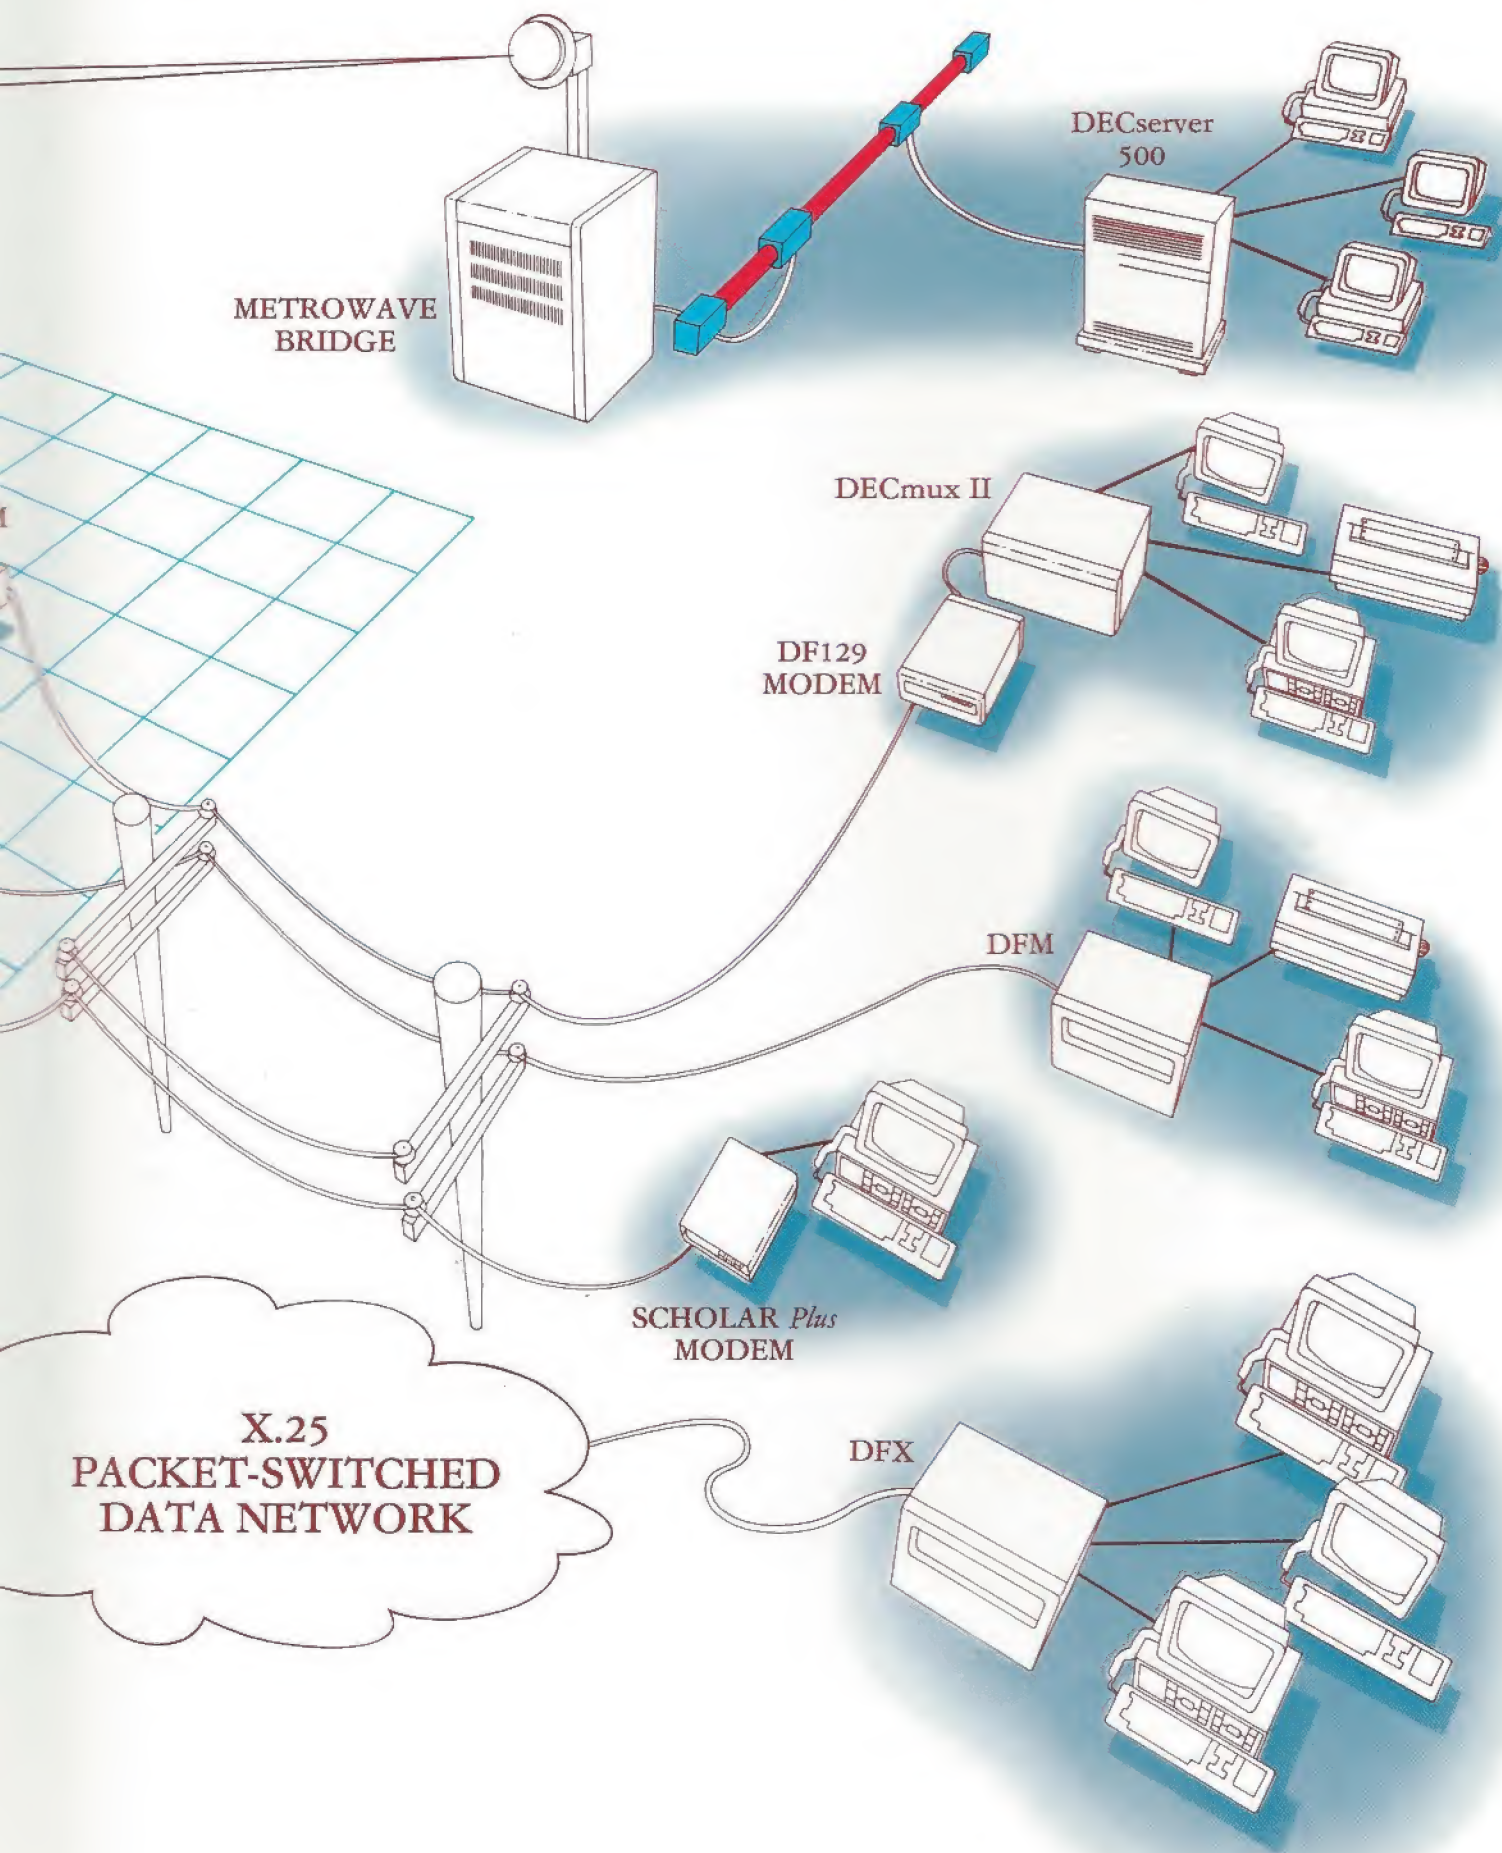 DECserver
500
METROWAVE
BRIDGE
DECmux II
DF129
MODEM
DFM
SCHOLAR Plus
MODEM
X.25
PACKET-SWITCHED
DATA NETWORK
DFX